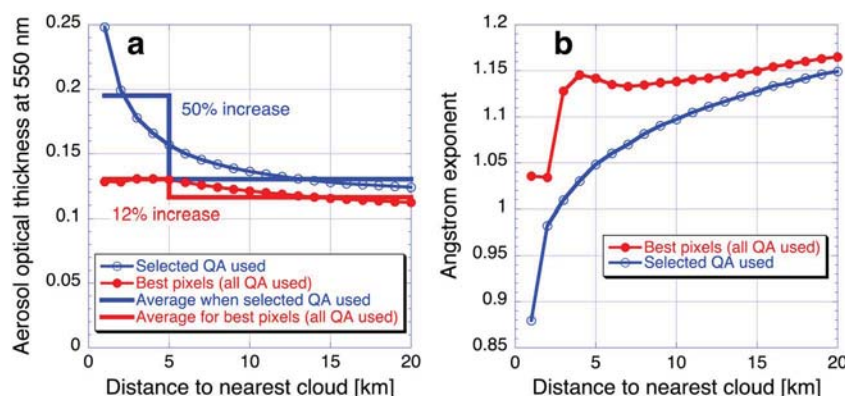 a
Aerosol optical thickness at 550 nm
0.25
0.2
0.15
0.1
0.05
0
50% increase
12% increase
Selected QA used
Best pixels (all QA used)
Average when selected QA used
Average for best pixels (all QA used)
0 5 10 15 20
Distance to nearest cloud [km]
b
Angstrom exponent
1.15
1.1
1.05
1
0.95
0.9
0.85
Best pixels (all QA used)
Selected QA used
0 5 10 15 20
Distance to nearest cloud [km]